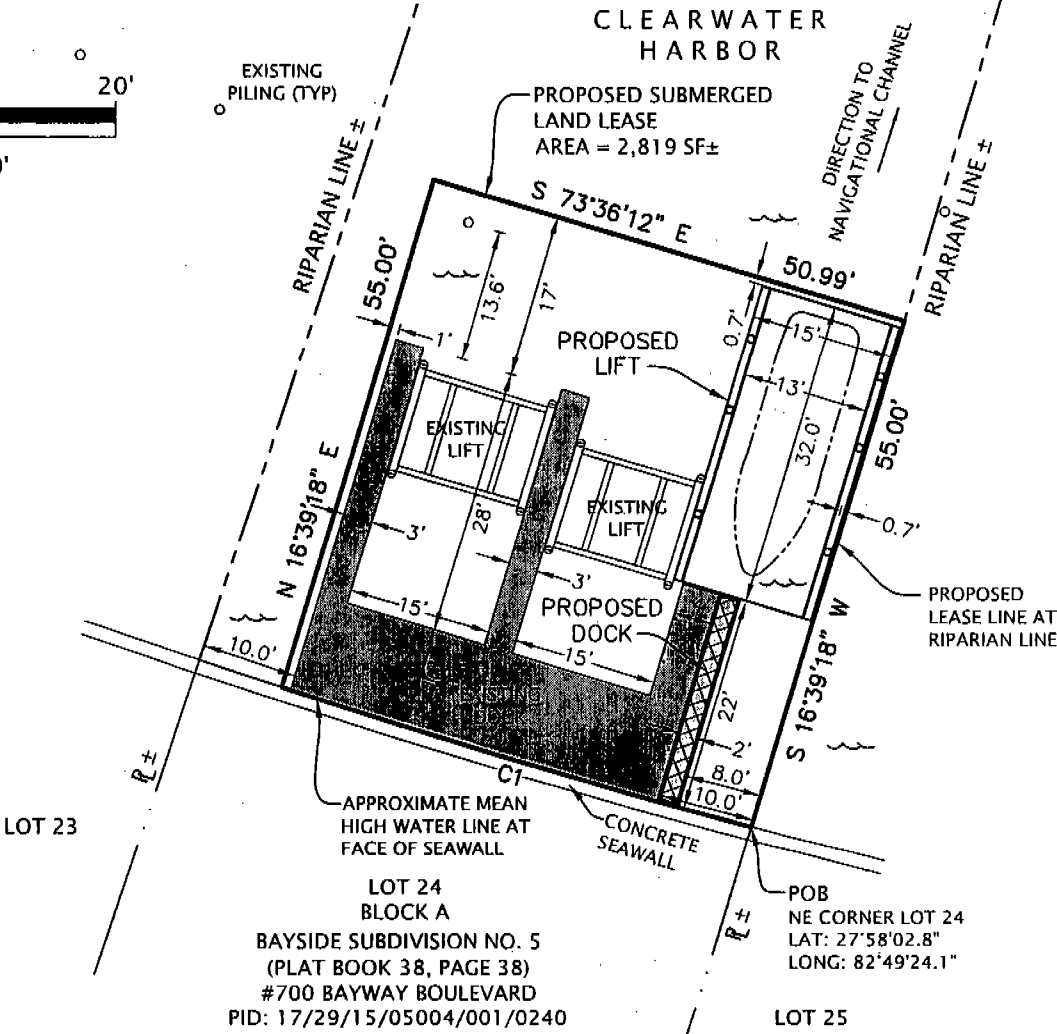 CLEARWATER
HARBOR
20'
EXISTING
PILING (TYP)
PROPOSED SUBMERGED
LAND LEASE
AREA = 2,819 SF±
DIRECTION TO
NAVIGATIONAL CHANNEL
RIPARIAN LINE ±
RIPARIAN LINE ±
S 73°36'12" E
50.99'
55.00'
13.6'
17'
1'
0.7'
15'
PROPOSED
LIFT
13'
32.0'
55.00'
EXISTING
LIFT
EXISTING
LIFT
28'
3'
3'
0.7'
N 16°39'18" E
15'
15'
PROPOSED
DOCK
PROPOSED
LEASE LINE AT
RIPARIAN LINE
S 16°39'18" W
10.0'
EXISTING
22'
2'
8.0'
10.0'
C1
APPROXIMATE MEAN
HIGH WATER LINE AT
FACE OF SEAWALL
CONCRETE
SEAWALL
LOT 23
LOT 24
BLOCK A
BAYSIDE SUBDIVISION NO. 5
(PLAT BOOK 38, PAGE 38)
#700 BAYWAY BOULEVARD
PID: 17/29/15/05004/001/0240
POB
NE CORNER LOT 24
LAT: 27°58'02.8"
LONG: 82°49'24.1"
LOT 25